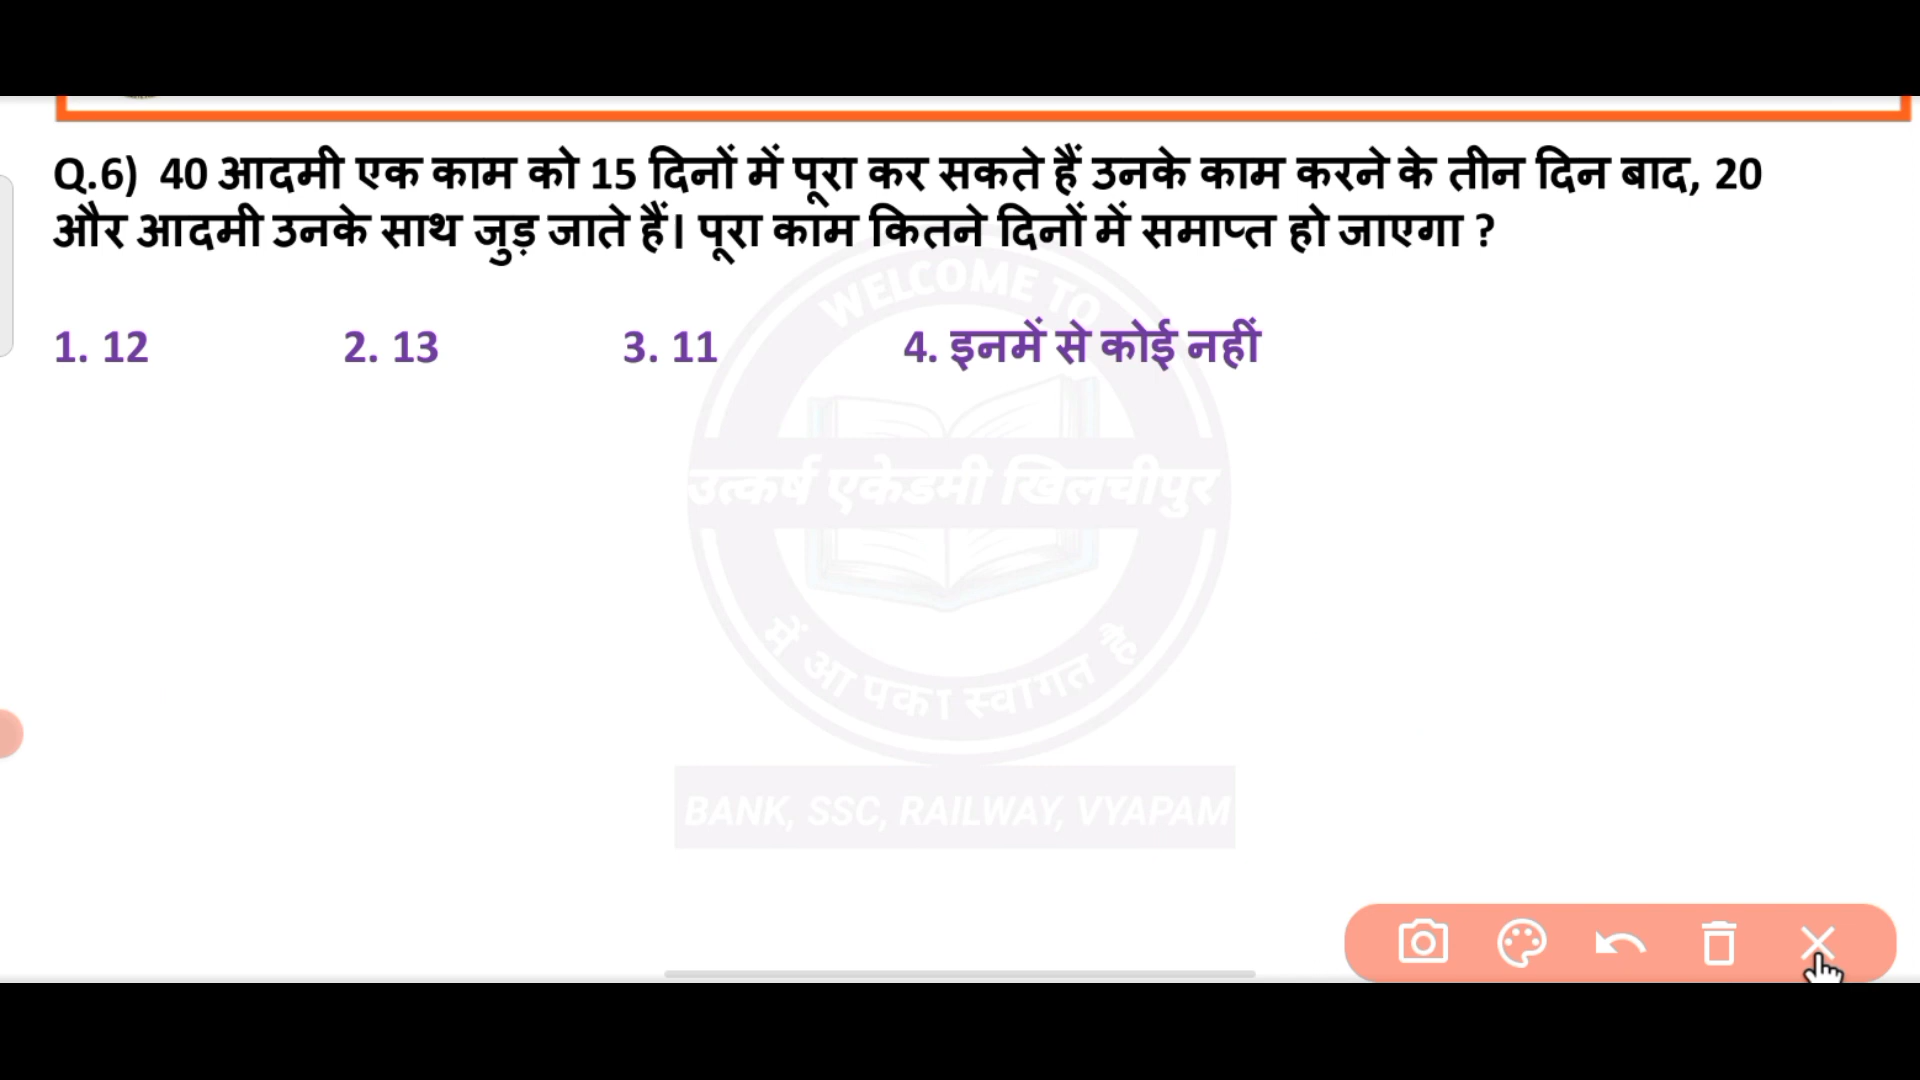 Q.6) 40 आदमी एक काम को 15 दिनों में पूरा कर सकते हैं उनके काम करने के तीन दिन बाद, 20
और आदमी उनके साथ जुड़ जाते हैं। पूरा काम कितने दिनों में समाप्त हो जाएगा ?
1. 12 2. 13 3. 11 4. इनमें से कोई नहीं
WELCOME TO
उत्कर्ष एकेडमी खिलचीपुर
में आपका स्वागत है
BANK, SSC, RAILWAY, VYAPAM